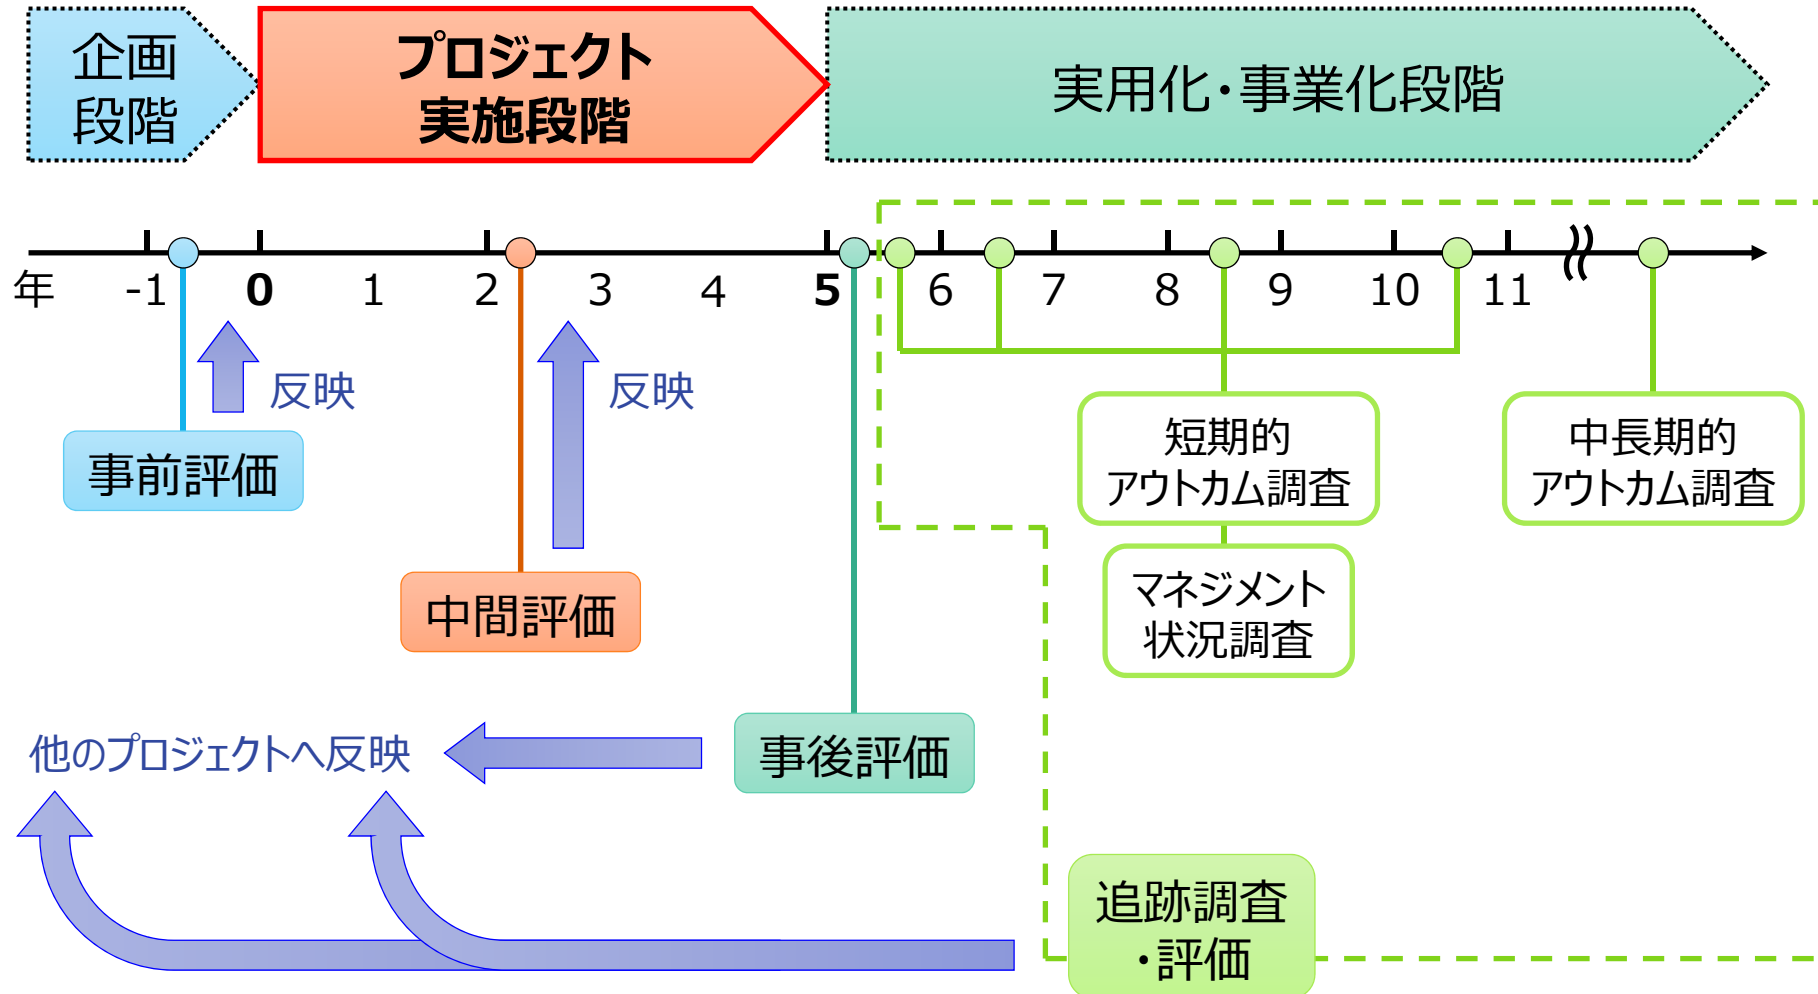 企画
段階
プロジェクト
実施段階
実用化・事業化段階
年 -1 0 1 2 3 4 5 6 7 8 9 10 11
反映
反映
事前評価
短期的
アウトカム調査
中長期的
アウトカム調査
中間評価
マネジメント
状況調査
他のプロジェクトへ反映
事後評価
追跡調査
・評価